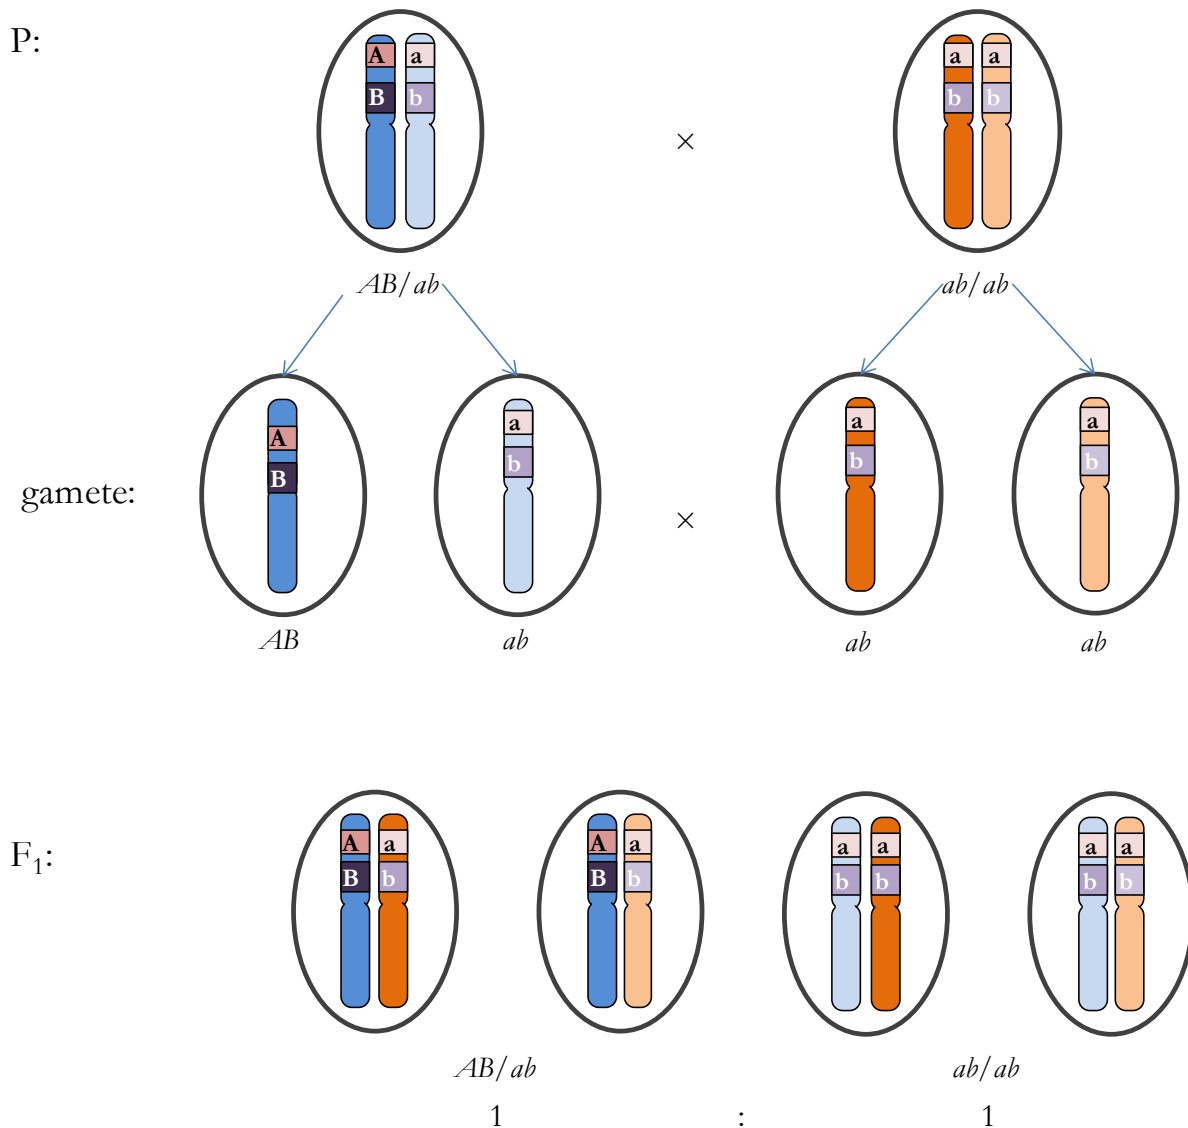 P:
A a a a
B b b b
×
AB/ab ab/ab
A a a a
B b b b
gamete:
×
AB ab ab ab
F₁:
A a A a a a a a
B b B b b b b b
AB/ab ab/ab
1 : 1